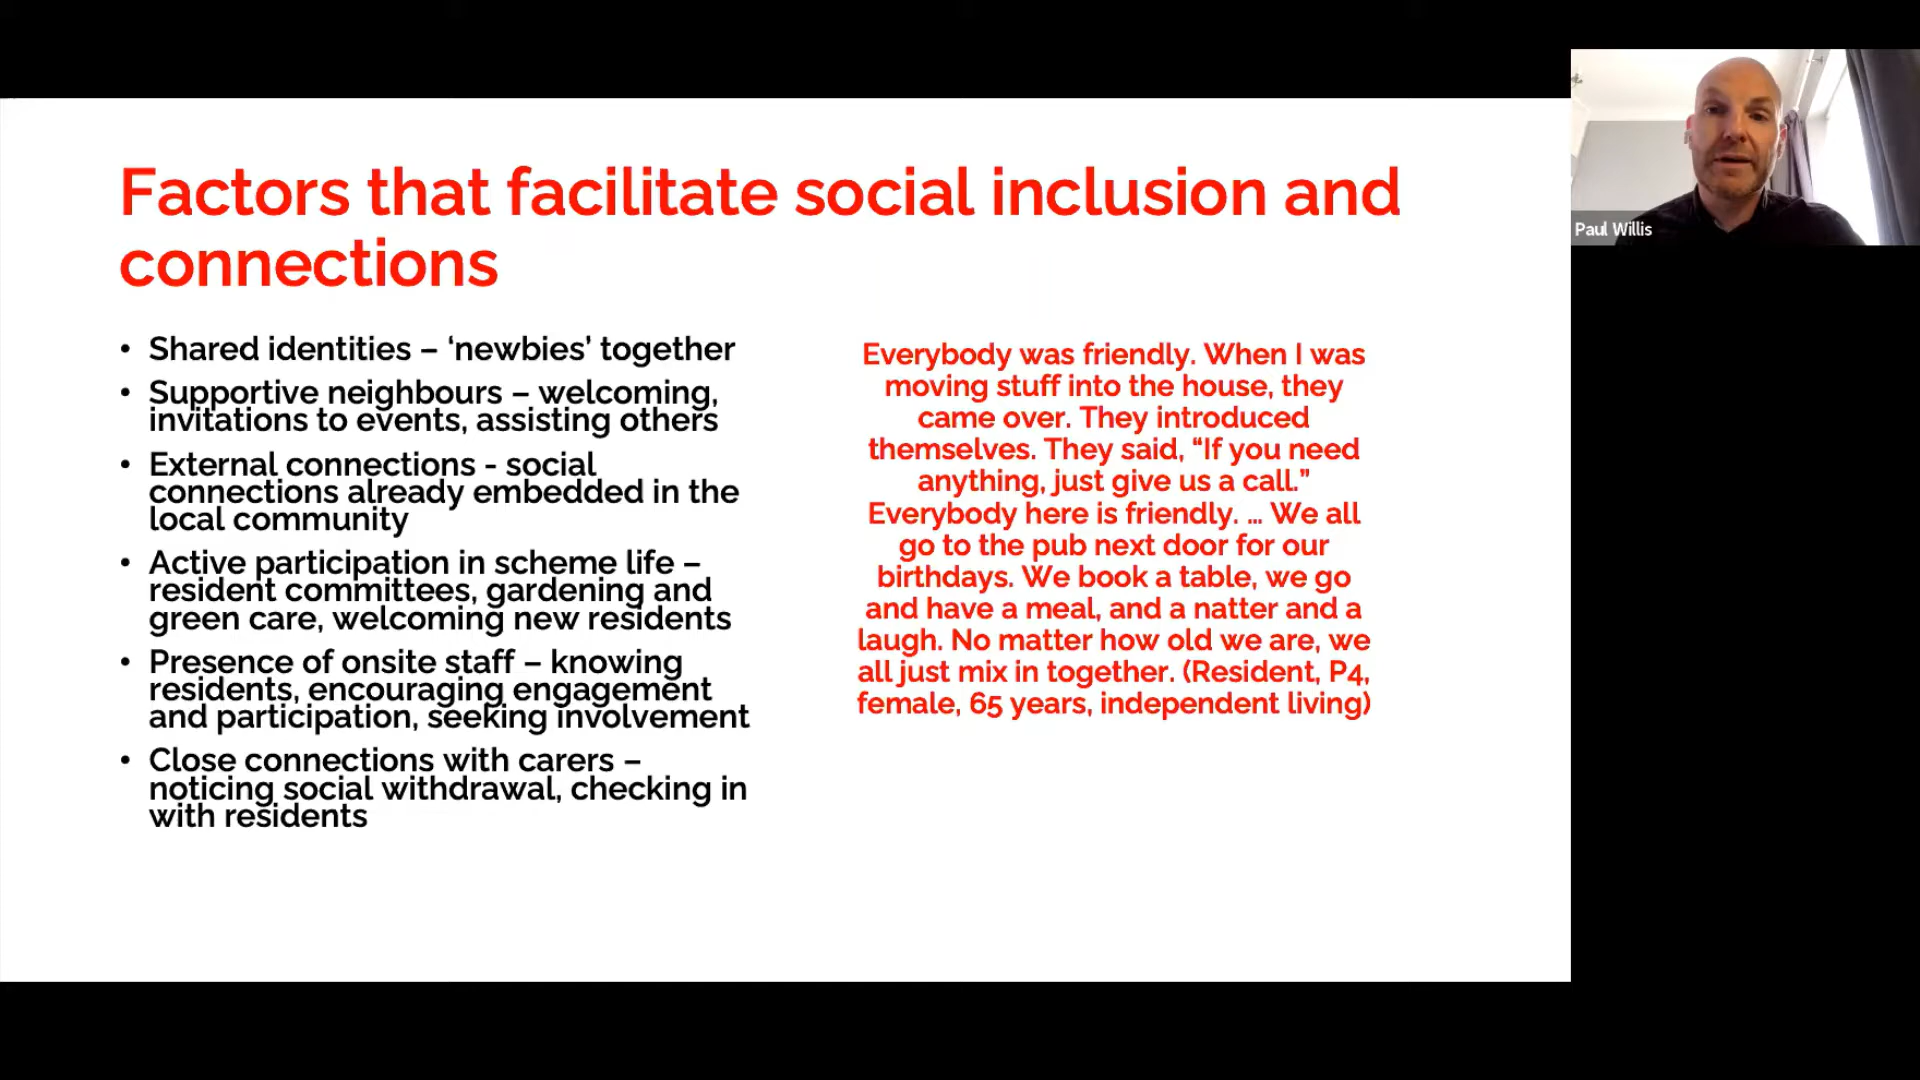 Factors that facilitate social inclusion and
connections
• Shared identities – ‘newbies’ together
• Supportive neighbours – welcoming,
invitations to events, assisting others
• External connections - social
connections already embedded in the
local community
• Active participation in scheme life –
resident committees, gardening and
green care, welcoming new residents
• Presence of onsite staff – knowing
residents, encouraging engagement
and participation, seeking involvement
• Close connections with carers –
noticing social withdrawal, checking in
with residents
Everybody was friendly. When I was
moving stuff into the house, they
came over. They introduced
themselves. They said, “If you need
anything, just give us a call.”
Everybody here is friendly. … We all
go to the pub next door for our
birthdays. We book a table, we go
and have a meal, and a natter and a
laugh. No matter how old we are, we
all just mix in together. (Resident, P4,
female, 65 years, independent living)
Paul Willis